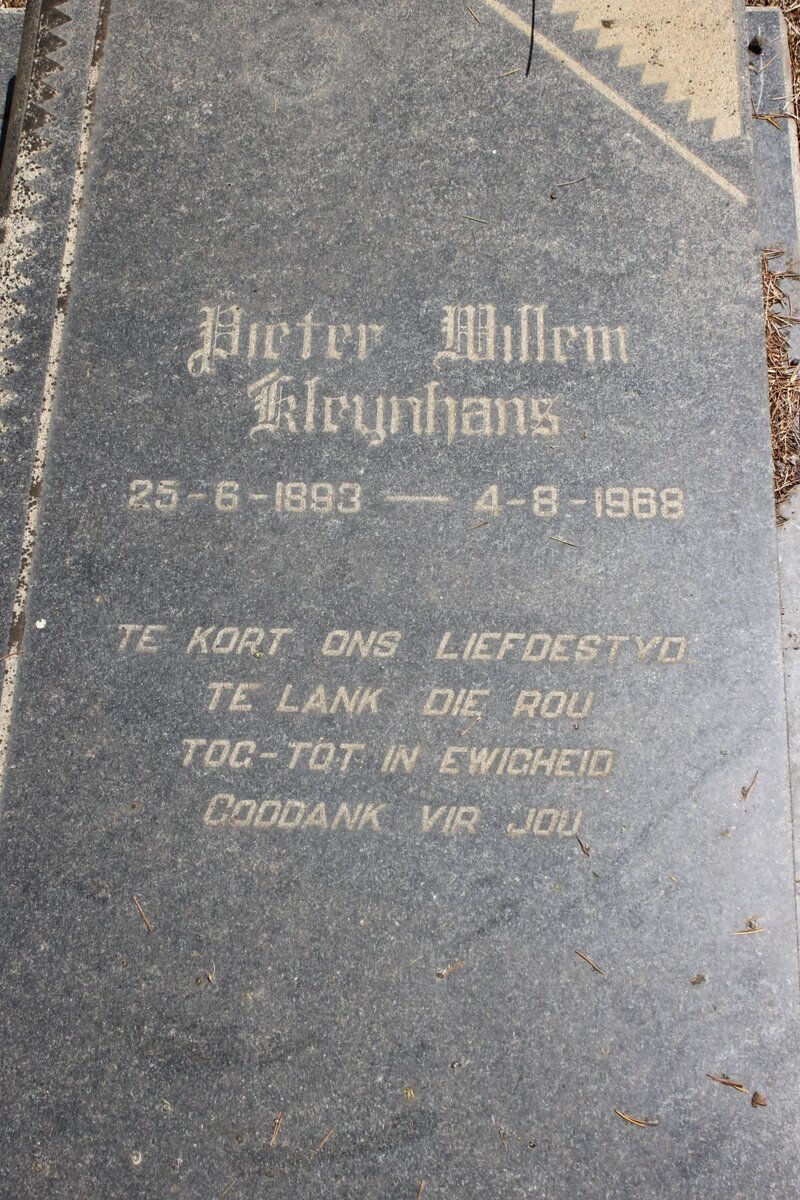 Pieter Willem
Kleynhans
25-6-1893 — 4-8-1968
TE KORT ONS LIEFDESTYD
TE LANK DIE ROU
TOG-TOT IN EWIGHEID
GODDANK VIR JOU